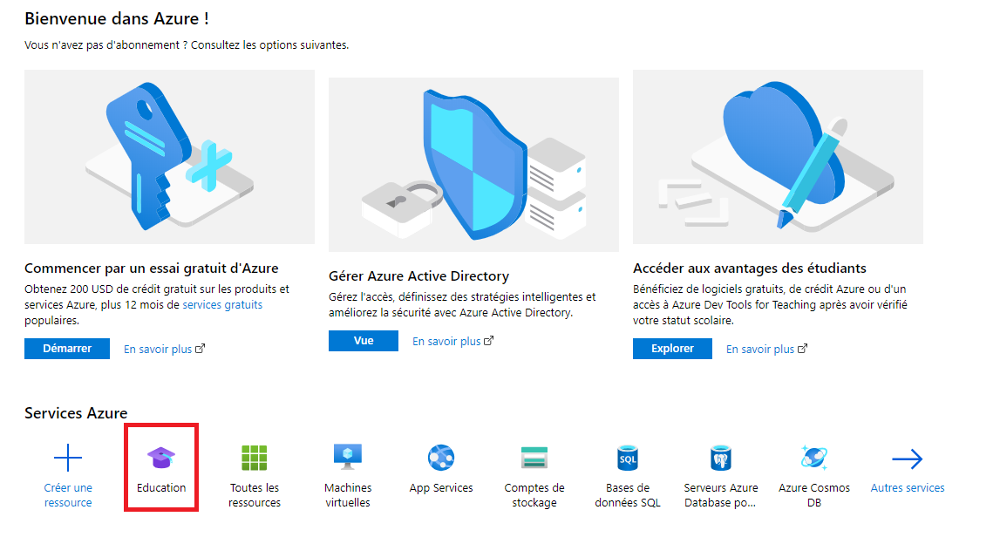 Bienvenue dans Azure !
Vous n'avez pas d'abonnement ? Consultez les options suivantes.
Commencer par un essai gratuit d'Azure
Obtenez 200 USD de crédit gratuit sur les produits et
services Azure, plus 12 mois de services gratuits
populaires.
Démarrer
En savoir plus
Gérer Azure Active Directory
Gérez l'accès, définissez des stratégies intelligentes et
améliorez la sécurité avec Azure Active Directory.
Vue
En savoir plus
Accéder aux avantages des étudiants
Bénéficiez de logiciels gratuits, de crédit Azure ou d'un
accès à Azure Dev Tools for Teaching après avoir vérifié
votre statut scolaire.
Explorer
En savoir plus
Services Azure
Créer une
ressource
Education
Toutes les
ressources
Machines
virtuelles
App Services
Comptes de
stockage
SQL
Bases de
données SQL
Serveurs Azure
Database po...
Azure Cosmos
DB
Autres services